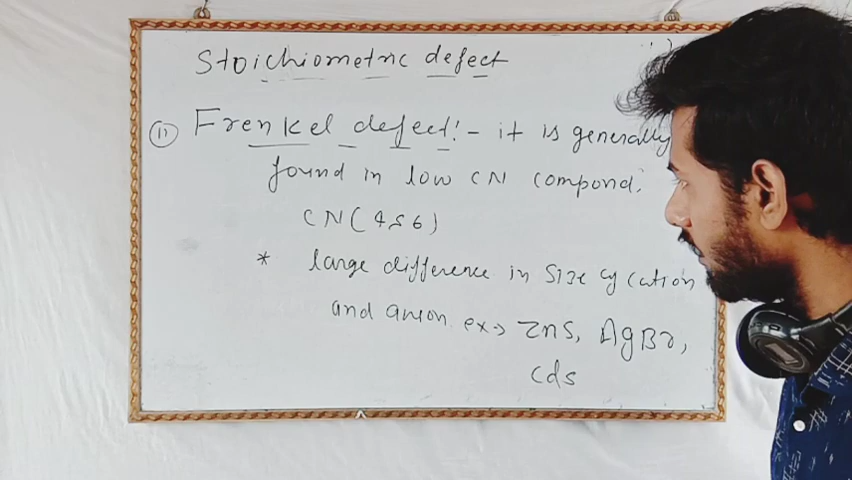 Stoichiometric defect
(ii) Frenkel defect:- it is generally
found in low CN compond.
CN (4 & 6)
* large difference in size of cation
and anion ex→ ZnS, AgBr,
Cds